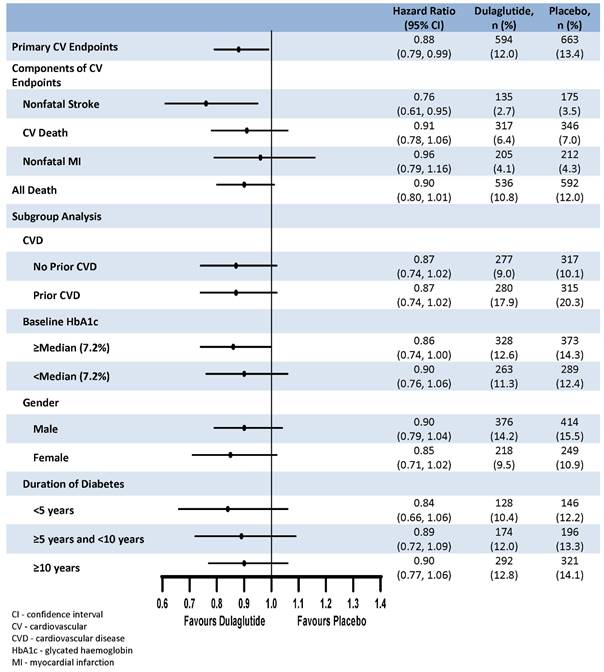 Hazard Ratio (95% CI) Dulaglutide, n (%) Placebo, n (%)
Primary CV Endpoints 0.88 (0.79, 0.99) 594 (12.0) 663 (13.4)
Components of CV
Endpoints
Nonfatal Stroke 0.76 (0.61, 0.95) 135 (2.7) 175 (3.5)
CV Death 0.91 (0.78, 1.06) 317 (6.4) 346 (7.0)
Nonfatal MI 0.96 (0.79, 1.16) 205 (4.1) 212 (4.3)
All Death 0.90 (0.80, 1.01) 536 (10.8) 592 (12.0)
Subgroup Analysis
CVD
No Prior CVD 0.87 (0.74, 1.02) 277 (9.0) 317 (10.1)
Prior CVD 0.87 (0.74, 1.02) 280 (17.9) 315 (20.3)
Baseline HbA1c
≥Median (7.2%) 0.86 (0.74, 1.00) 328 (12.6) 373 (14.3)
<Median (7.2%) 0.90 (0.76, 1.06) 263 (11.3) 289 (12.4)
Gender
Male 0.90 (0.79, 1.04) 376 (14.2) 414 (15.5)
Female 0.85 (0.71, 1.02) 218 (9.5) 249 (10.9)
Duration of Diabetes
<5 years 0.84 (0.66, 1.06) 128 (10.4) 146 (12.2)
≥5 years and <10 years 0.89 (0.72, 1.09) 174 (12.0) 196 (13.3)
≥10 years 0.90 (0.77, 1.06) 292 (12.8) 321 (14.1)
0.6 0.7 0.8 0.9 1.0 1.1 1.2 1.3 1.4
Favours Dulaglutide Favours Placebo
CI - confidence interval
CV - cardiovascular
CVD - cardiovascular disease
HbA1c - glycated haemoglobin
MI - myocardial infarction